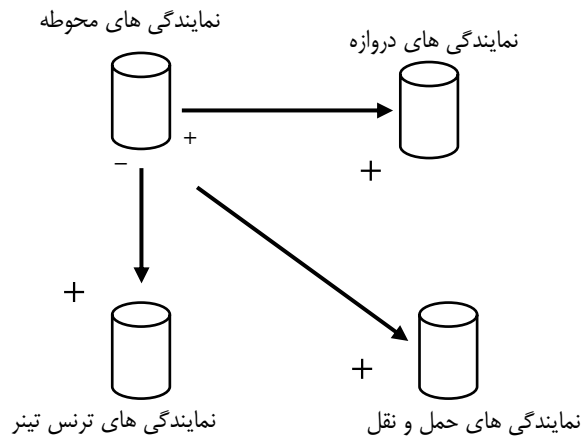 نمایندگی های محوطه
نمایندگی های دروازه
+
−
+
+
+
نمایندگی های حمل و نقل
نمایندگی های ترنس تینر